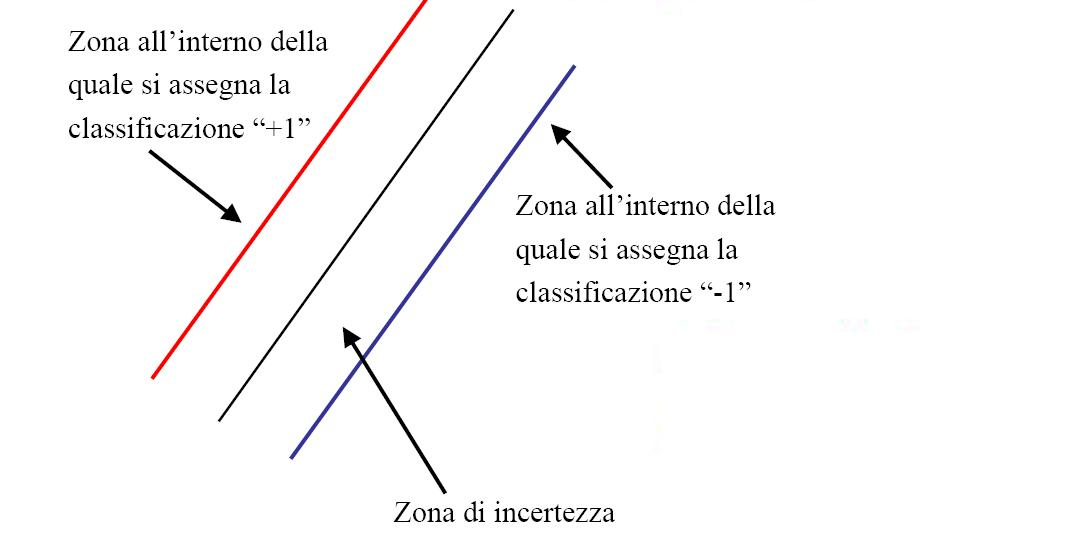 Zona all’interno della
quale si assegna la
classificazione “+1”
Zona all’interno della
quale si assegna la
classificazione “-1”
Zona di incertezza